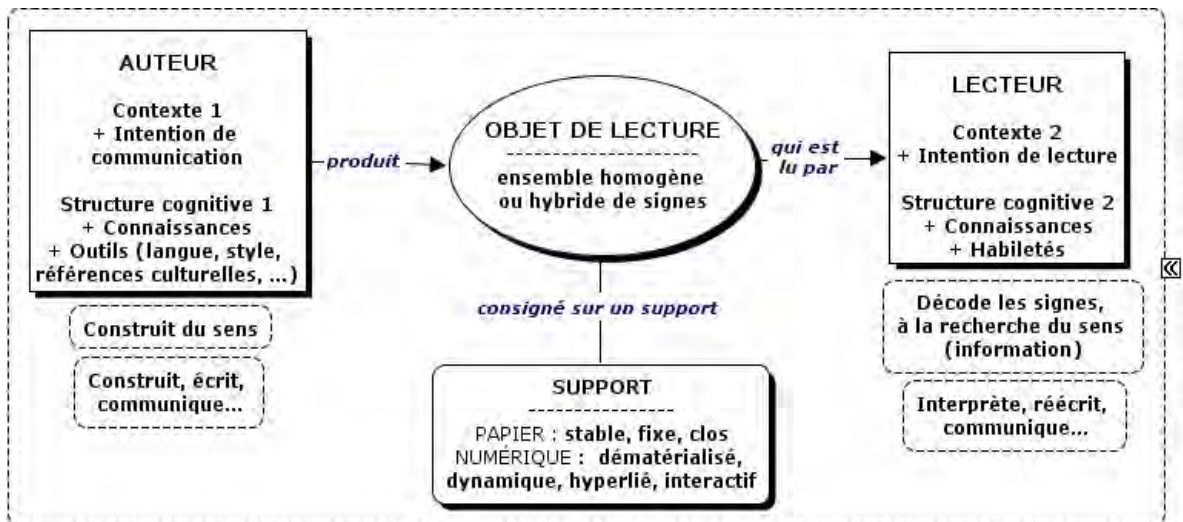 AUTEUR
Contexte 1
+ Intention de
communication
Structure cognitive 1
+ Connaissances
+ Outils (langue, style,
références culturelles, ...)
Construit du sens
Construit, écrit,
communique...
produit
OBJET DE LECTURE
ensemble homogène
ou hybride de signes
consigné sur un support
SUPPORT
PAPIER : stable, fixe, clos
NUMÉRIQUE : dématérialisé,
dynamique, hyperlié, interactif
qui est
lu par
LECTEUR
Contexte 2
+ Intention de lecture
Structure cognitive 2
+ Connaissances
+ Habiletés
Décode les signes,
à la recherche du sens
(information)
Interprète, réécrit,
communique...